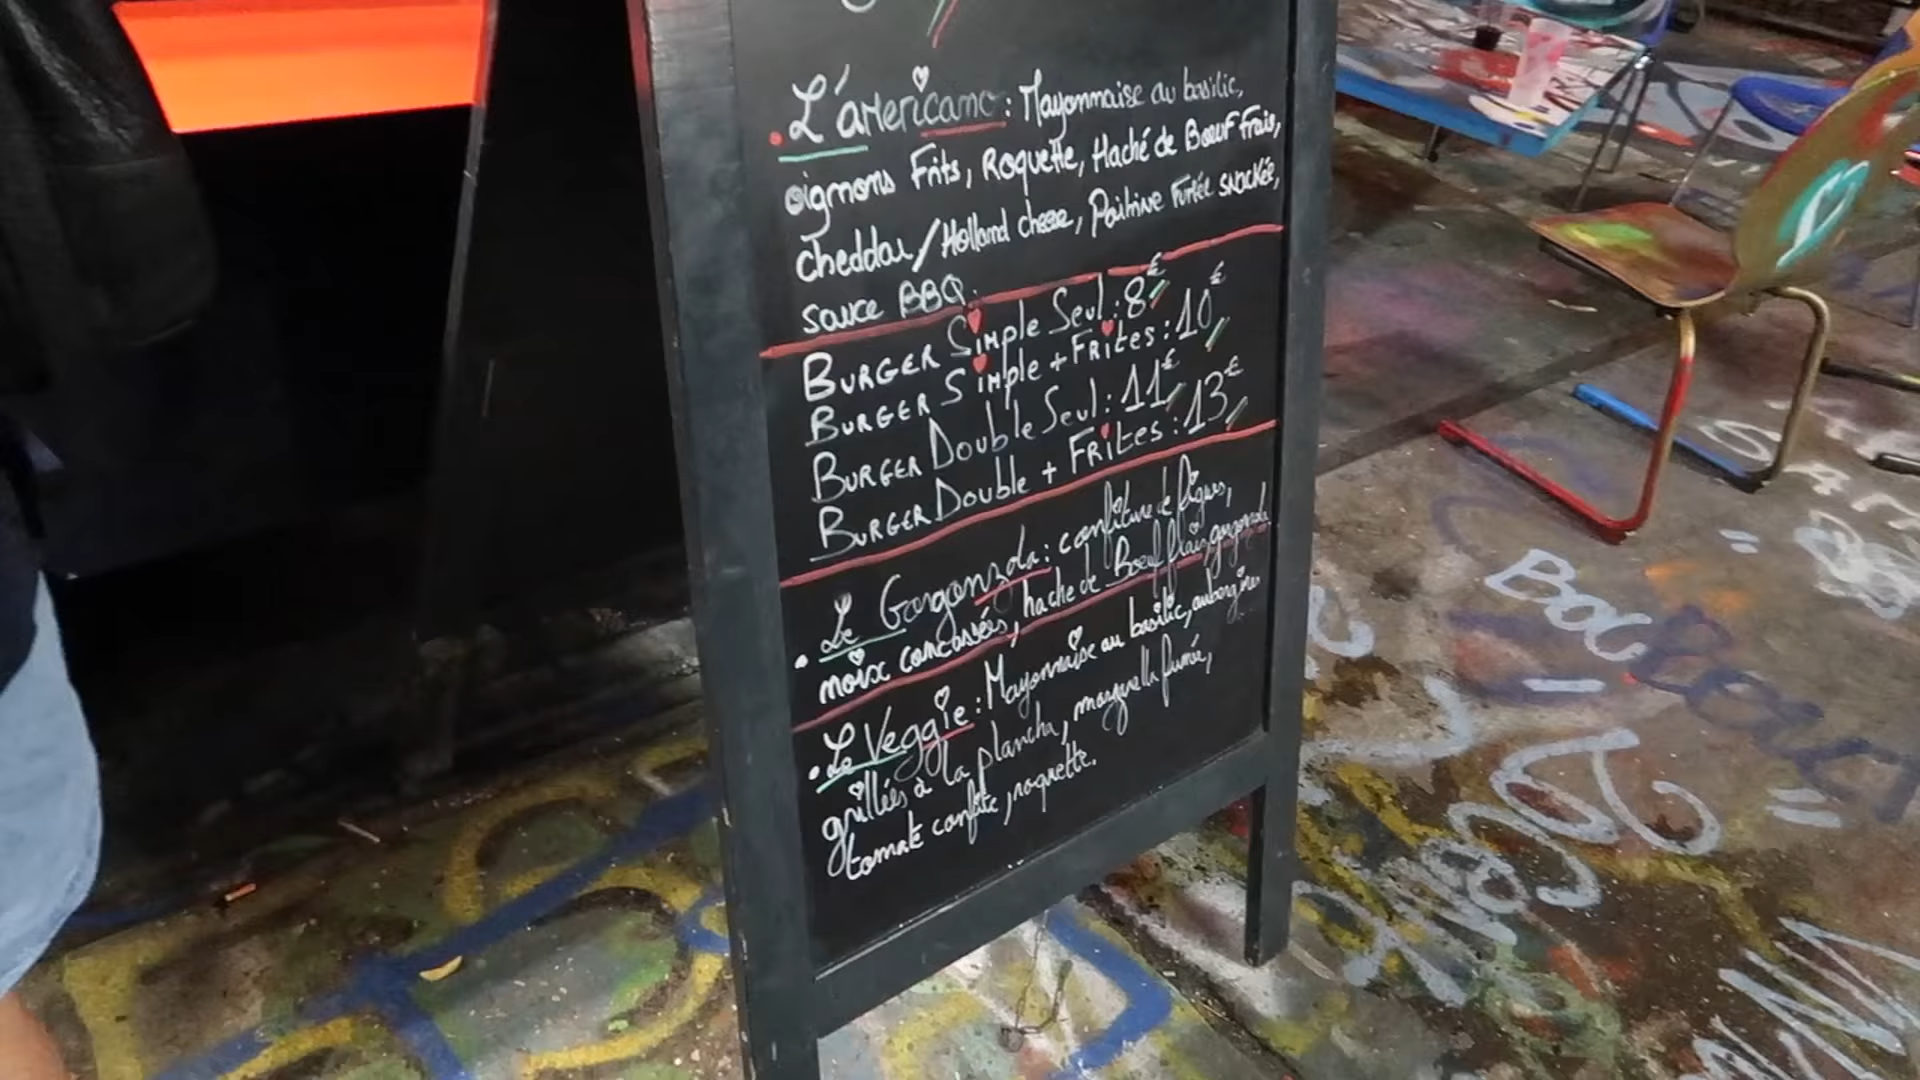 L'americano : Mayonnaise au basilic,
oignons Frits, Roquette, Haché de Boeuf frais,
cheddar/Holland cheese, Poitrine Fumée snackée,
sauce BBQ.
BURGER Simple Seul : 8€
BURGER Simple + FRites : 10€
BURGER Double Seul : 11€
BURGER Double + FRites : 13€
• Le Gorgonzola : confiture de figues,
noix concassées, hache de Boeuf frais, gorgonzola
• Le Veggie : Mayonnaise au basilic, aubergines
grillées à la plancha, mozzarella fumée,
tomate confite, roquette.
BOC